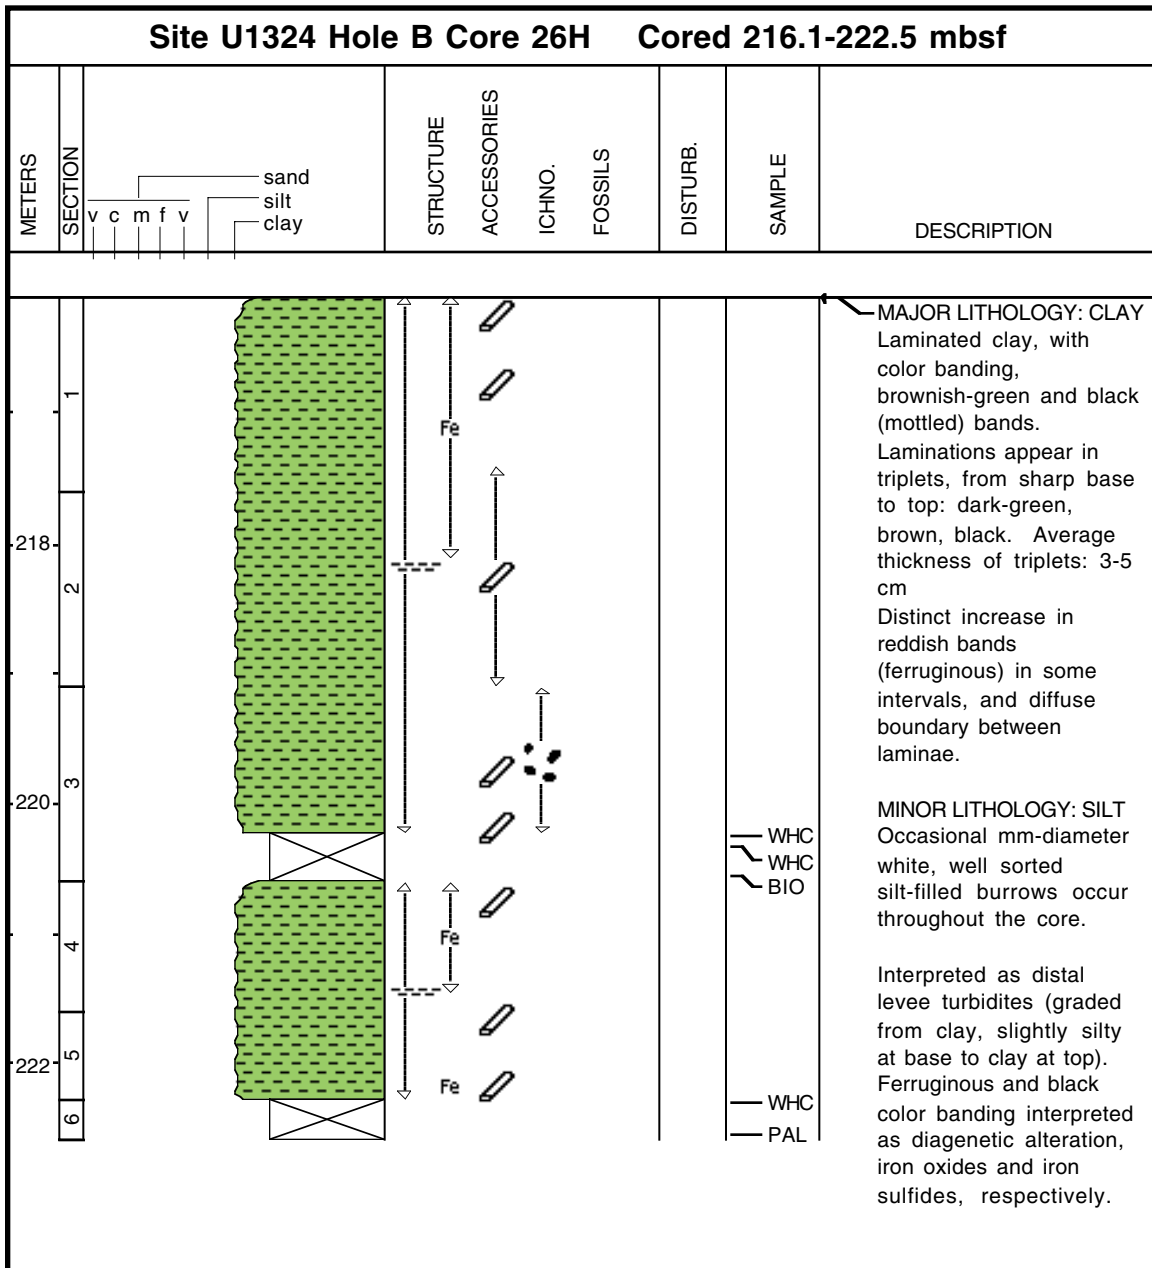 Site U1324 Hole B Core 26H Cored 216.1-222.5 mbsf
METERS
SECTION
v c m f v
sand
silt
clay
STRUCTURE
ACCESSORIES
ICHNO.
FOSSILS
DISTURB.
SAMPLE
DESCRIPTION
1
2
3
4
5
6
218
220
222
Fe
Fe
Fe
WHC
WHC
BIO
WHC
PAL
MAJOR LITHOLOGY: CLAY
Laminated clay, with
color banding,
brownish-green and black
(mottled) bands.
Laminations appear in
triplets, from sharp base
to top: dark-green,
brown, black. Average
thickness of triplets: 3-5
cm
Distinct increase in
reddish bands
(ferruginous) in some
intervals, and diffuse
boundary between
laminae.
MINOR LITHOLOGY: SILT
Occasional mm-diameter
white, well sorted
silt-filled burrows occur
throughout the core.
Interpreted as distal
levee turbidites (graded
from clay, slightly silty
at base to clay at top).
Ferruginous and black
color banding interpreted
as diagenetic alteration,
iron oxides and iron
sulfides, respectively.